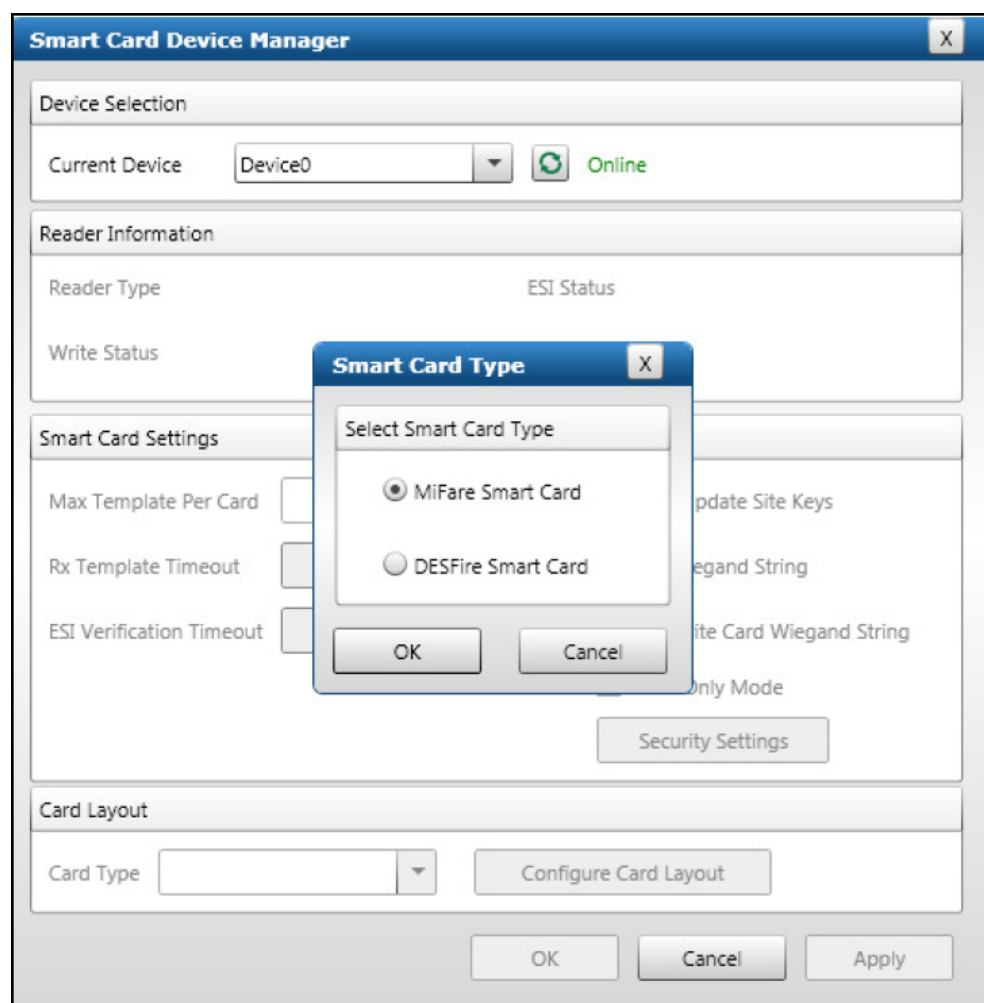 Smart Card Device Manager X
Device Selection
Current Device Device0 Online
Reader Information
Reader Type ESI Status
Write Status
Smart Card Type X
Select Smart Card Type
MiFare Smart Card
DESFire Smart Card
OK Cancel
Smart Card Settings
Max Template Per Card pdate Site Keys
Rx Template Timeout egand String
ESI Verification Timeout ite Card Wiegand String
Only Mode
Security Settings
Card Layout
Card Type Configure Card Layout
OK Cancel Apply